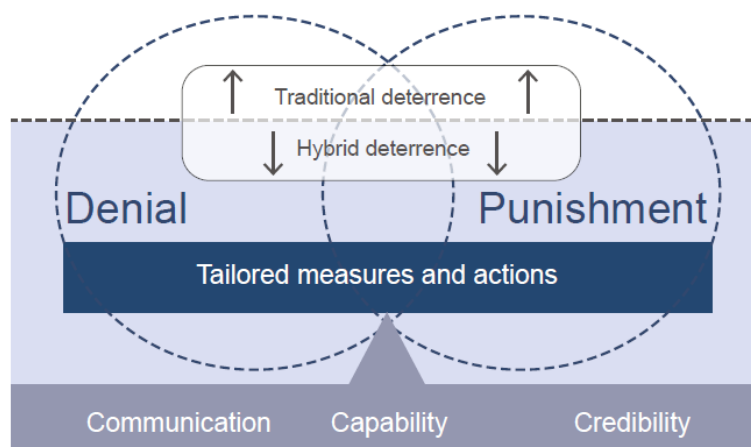 Traditional deterrence
Hybrid deterrence
Denial
Punishment
Tailored measures and actions
Communication
Capability
Credibility